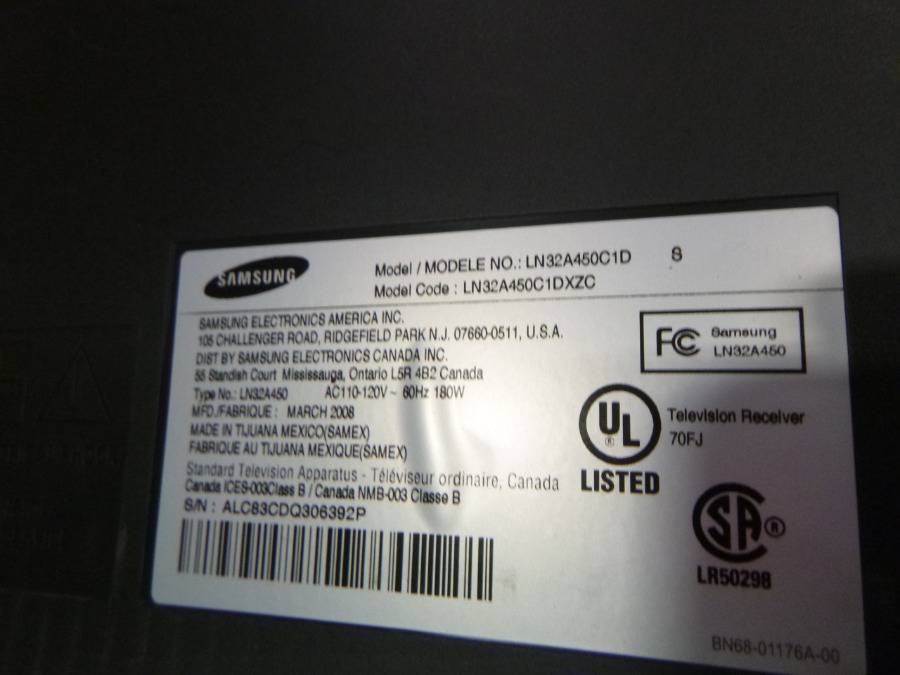 SAMSUNG
Model / MODELE NO.: LN32A450C1D S
Model Code : LN32A450C1DXZC
SAMSUNG ELECTRONICS AMERICA INC.
105 CHALLENGER ROAD, RIDGEFIELD PARK N.J. 07660-0511, U.S.A.
DIST BY SAMSUNG ELECTRONICS CANADA INC.
55 Standish Court Mississauga, Ontario L5R 4B2 Canada
Type No.: LN32A450 AC110-120V ~ 60Hz 180W
MFD./FABRIQUE : MARCH 2008
MADE IN TIJUANA MEXICO(SAMEX)
FABRIQUE AU TIJUANA MEXIQUE(SAMEX)
Standard Television Apparatus - Téléviseur ordinaire, Canada
Canada ICES-003Class B / Canada NMB-003 Classe B
S/N : ALC83CDQ306392P
FC Samsung
LN32A450
UL ®
LISTED
Television Receiver
70FJ
SA ®
LR50298
BN68-01176A-00